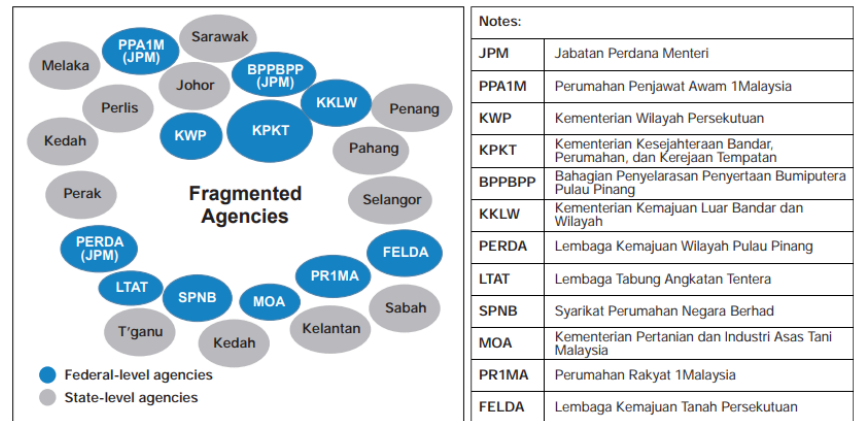 Sarawak
PPA1M
(JPM)
Melaka
BPPBPP
(JPM)
Johor
KKLW
Perlis
Penang
KWP
KPKT
Kedah
Pahang
Perak
Fragmented
Agencies
Selangor
PERDA
(JPM)
FELDA
PR1MA
LTAT
SPNB
MOA
Sabah
T'ganu
Kelantan
Kedah
Federal-level agencies
State-level agencies
Notes:
JPM Jabatan Perdana Menteri
PPA1M Perumahan Penjawat Awam 1Malaysia
KWP Kementerian Wilayah Persekutuan
KPKT Kementerian Kesejahteraan Bandar,
Perumahan, dan Kerejaan Tempatan
BPPBPP Bahagian Penyelarasan Penyertaan Bumiputera
Pulau Pinang
KKLW Kementerian Kemajuan Luar Bandar dan
Wilayah
PERDA Lembaga Kemajuan Wilayah Pulau Pinang
LTAT Lembaga Tabung Angkatan Tentera
SPNB Syarikat Perumahan Negara Berhad
MOA Kementerian Pertanian dan Industri Asas Tani
Malaysia
PR1MA Perumahan Rakyat 1Malaysia
FELDA Lembaga Kemajuan Tanah Persekutuan